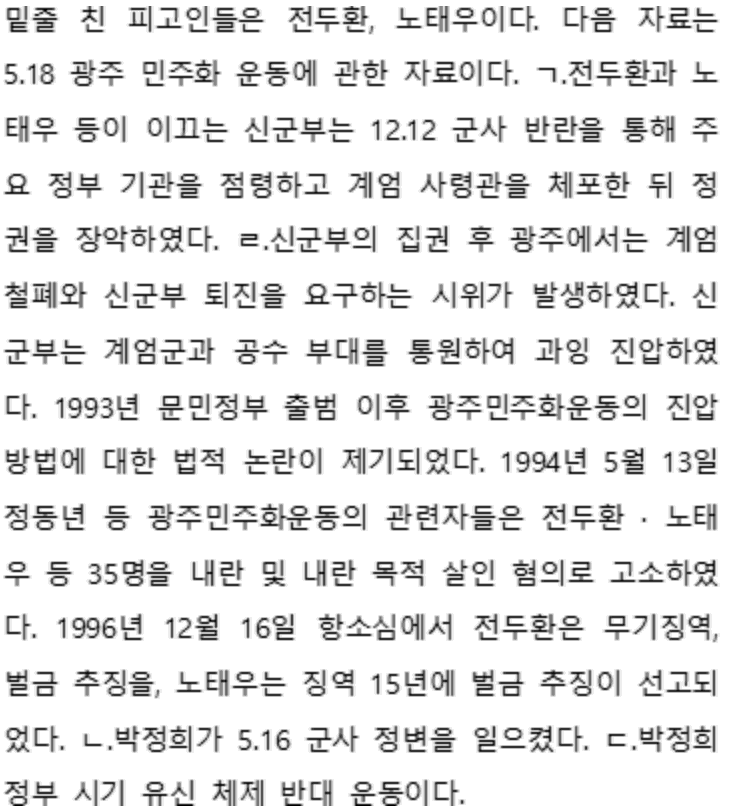 밑줄 친 피고인들은 전두환, 노태우이다. 다음 자료는
5.18 광주 민주화 운동에 관한 자료이다. ㄱ.전두환과 노
태우 등이 이끄는 신군부는 12.12 군사 반란을 통해 주
요 정부 기관을 점령하고 계엄 사령관을 체포한 뒤 정
권을 장악하였다. ㄹ.신군부의 집권 후 광주에서는 계엄
철폐와 신군부 퇴진을 요구하는 시위가 발생하였다. 신
군부는 계엄군과 공수 부대를 통원하여 과잉 진압하였
다. 1993년 문민정부 출범 이후 광주민주화운동의 진압
방법에 대한 법적 논란이 제기되었다. 1994년 5월 13일
정동년 등 광주민주화운동의 관련자들은 전두환 · 노태
우 등 35명을 내란 및 내란 목적 살인 혐의로 고소하였
다. 1996년 12월 16일 항소심에서 전두환은 무기징역,
벌금 추징을, 노태우는 징역 15년에 벌금 추징이 선고되
었다. ㄴ.박정희가 5.16 군사 정변을 일으켰다. ㄷ.박정희
정부 시기 유신 체제 반대 운동이다.